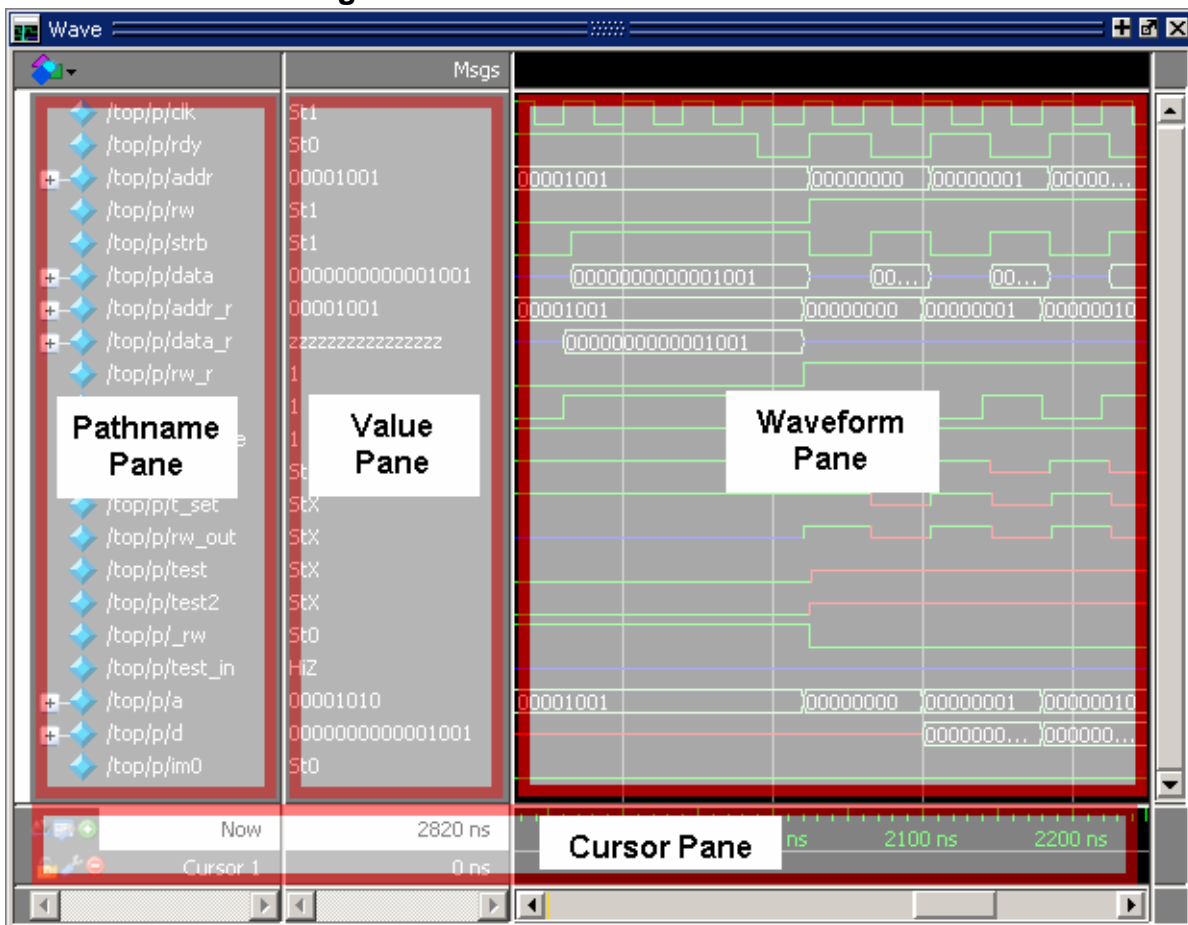 Wave
Msgs
/top/p/clk St1
/top/p/rdy St0
/top/p/addr 00001001 00001001 00000000 00000001 00000...
/top/p/rw St1
/top/p/strb St1
/top/p/data 0000000000001001 0000000000001001 00... 00...
/top/p/addr_r 00001001 00001001 00000000 00000001 00000010
/top/p/data_r zzzzzzzzzzzzzzzz 0000000000001001
/top/p/rw_r 1
1
1
Pathname Pane
Value Pane
Waveform Pane
/top/p/t_set StX
/top/p/rw_out StX
/top/p/test StX
/top/p/test2 StX
/top/p/_rw St0
/top/p/test_in HiZ
/top/p/a 00001010 00001001 00000000 00000001 00000010
/top/p/d 0000000000001001 0000000... 000000...
/top/p/im0 St0
Now 2820 ns
Cursor Pane
ns 2100 ns 2200 ns
Cursor 1 0 ns